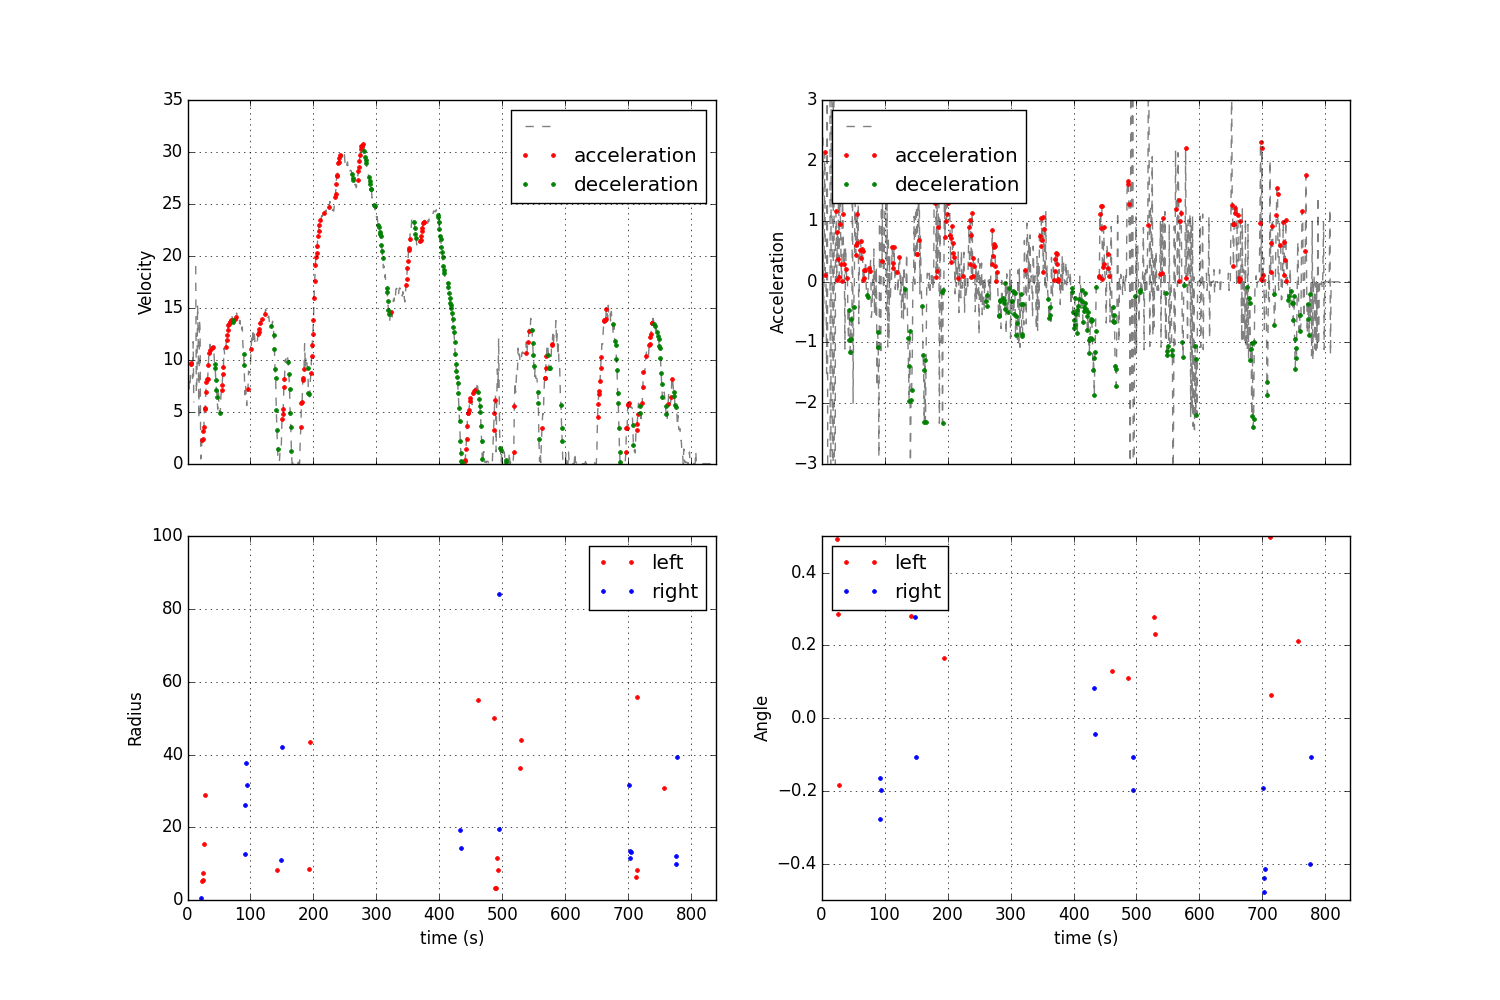 35
30
25
20
15
10
5
0
Velocity
acceleration
deceleration
3
2
1
0
−1
−2
−3
Acceleration
acceleration
deceleration
100
80
60
40
20
0
Radius
left
right
0 100 200 300 400 500 600 700 800
time (s)
0.4
0.2
0.0
−0.2
−0.4
Angle
left
right
0 100 200 300 400 500 600 700 800
time (s)